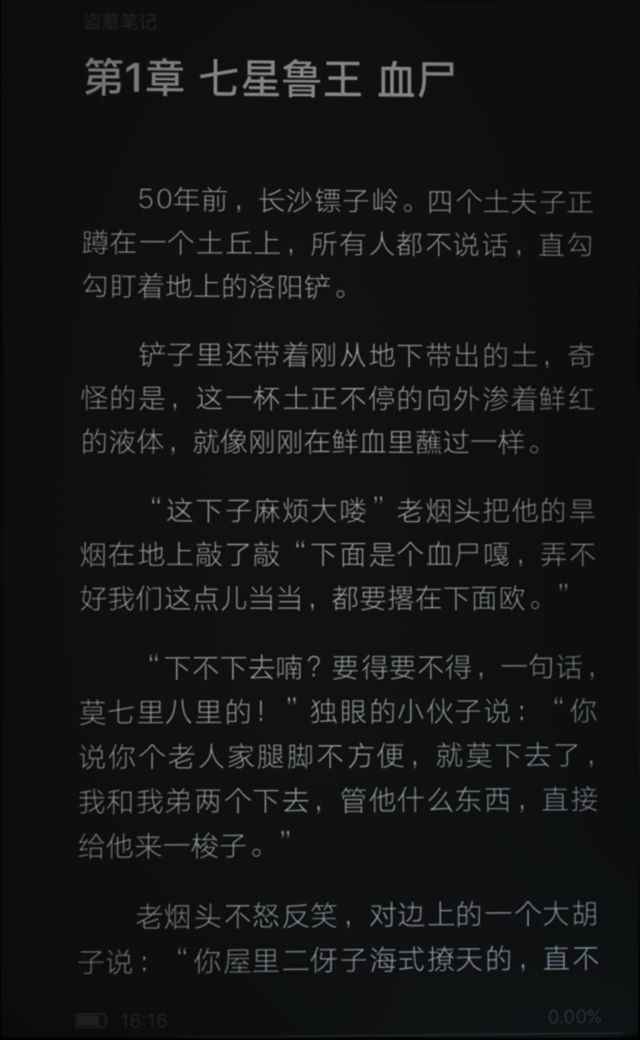 盗墓笔记
第1章 七星鲁王 血尸
50年前，长沙镖子岭。四个土夫子正
蹲在一个土丘上，所有人都不说话，直勾
勾盯着地上的洛阳铲。
铲子里还带着刚从地下带出的土，奇
怪的是，这一杯土正不停的向外渗着鲜红
的液体，就像刚刚在鲜血里蘸过一样。
“这下子麻烦大喽”老烟头把他的旱
烟在地上敲了敲“下面是个血尸嘎，弄不
好我们这点儿当当，都要撂在下面欧。”
“下不下去喃？要得要不得，一句话，
莫七里八里的！”独眼的小伙子说：“你
说你个老人家腿脚不方便，就莫下去了，
我和我弟两个下去，管他什么东西，直接
给他来一梭子。”
老烟头不怒反笑，对边上的一个大胡
子说：“你屋里二伢子海式撩天的，直不
16:16
0.00%